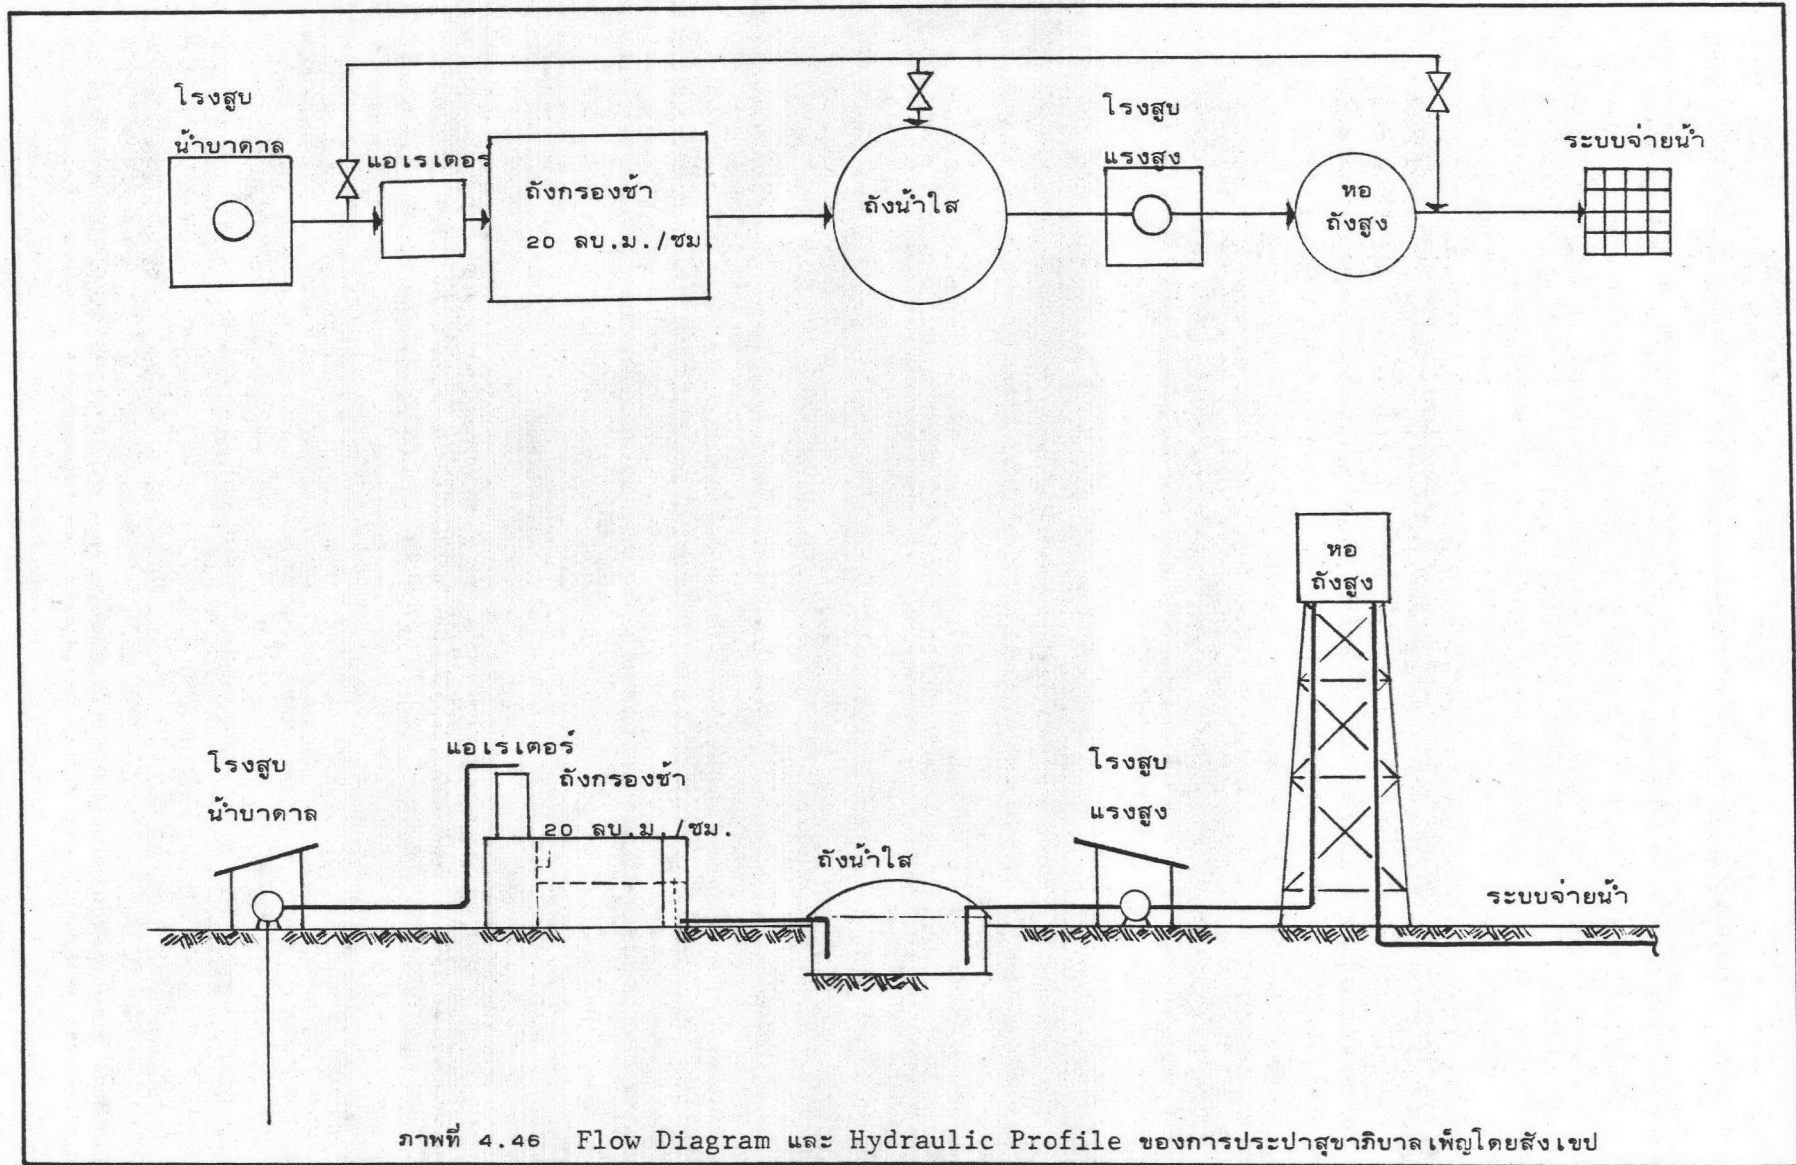 โรงสูบ
น้ำบาดาล
แอเรเตอร์
ถังกรองช้า
20 ลบ.ม./ชม.
ถังน้ำใส
โรงสูบ
แรงสูง
หอ
ถังสูง
ระบบจ่ายน้ำ
หอ
ถังสูง
โรงสูบ
น้ำบาดาล
แอเรเตอร์
ถังกรองช้า
20 ลบ.ม./ชม.
ถังน้ำใส
โรงสูบ
แรงสูง
ระบบจ่ายน้ำ
ภาพที่ 4.46 Flow Diagram และ Hydraulic Profile ของการประปาสุขาภิบาลเพ็ญโดยสังเขป